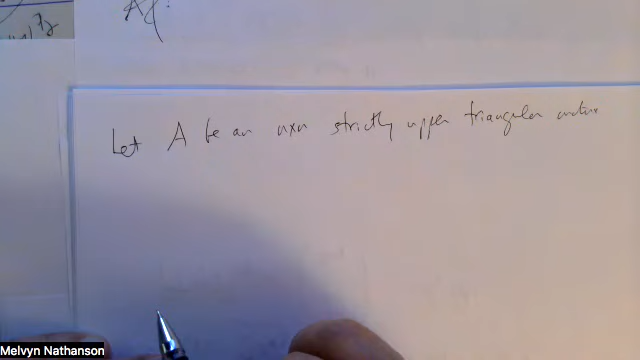 Let A be an nxn strictly upper triangular matrix
Melvyn Nathanson